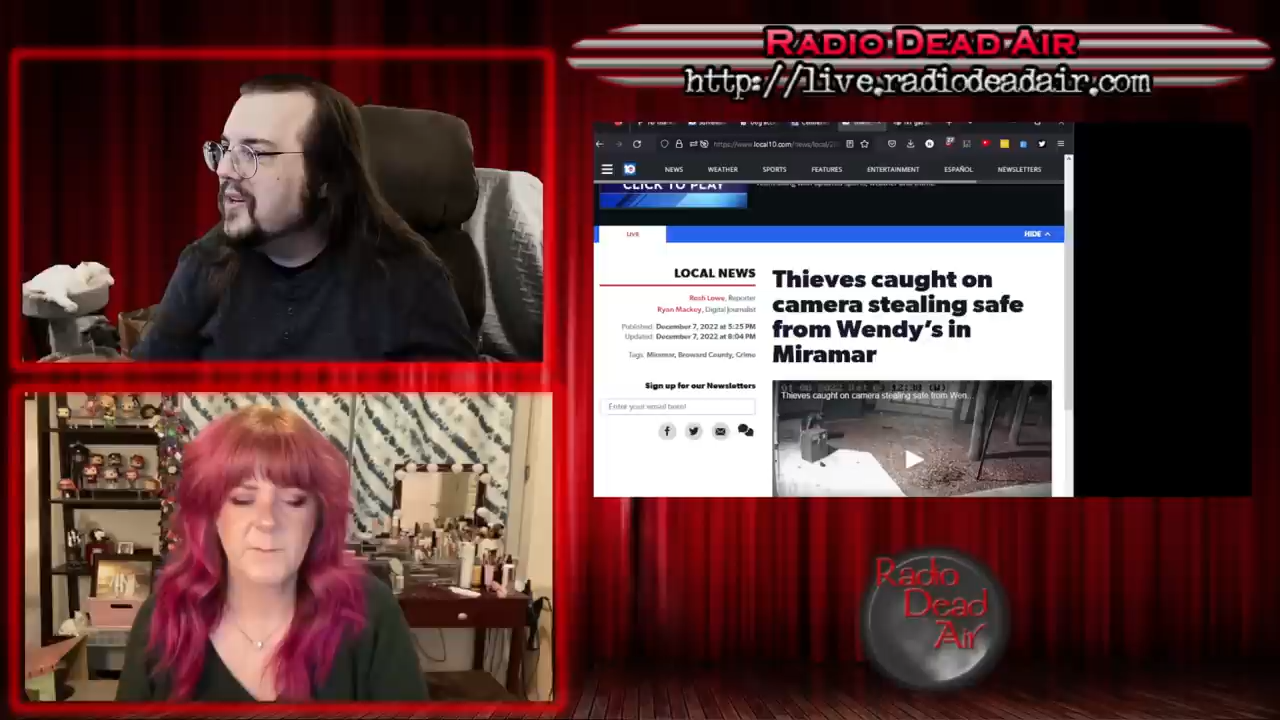 RADIO DEAD AIR
http://live.radiodeadair.com
NEWS WEATHER SPORTS FEATURES ENTERTAINMENT ESPAÑOL NEWSLETTERS
CLICK TO PLAY
LIVE
HIDE
LOCAL NEWS
Rosh Lowe, Reporter
Ryan Mackey, Digital Journalist
Published: December 7, 2022 at 5:25 PM
Updated: December 7, 2022 at 8:04 PM
Tags: Miramar, Broward County, Crime
Sign up for our Newsletters
Enter your email here!
Thieves caught on
camera stealing safe
from Wendy's in
Miramar
Thieves caught on camera stealing safe from Wen...
Radio
Dead
Air